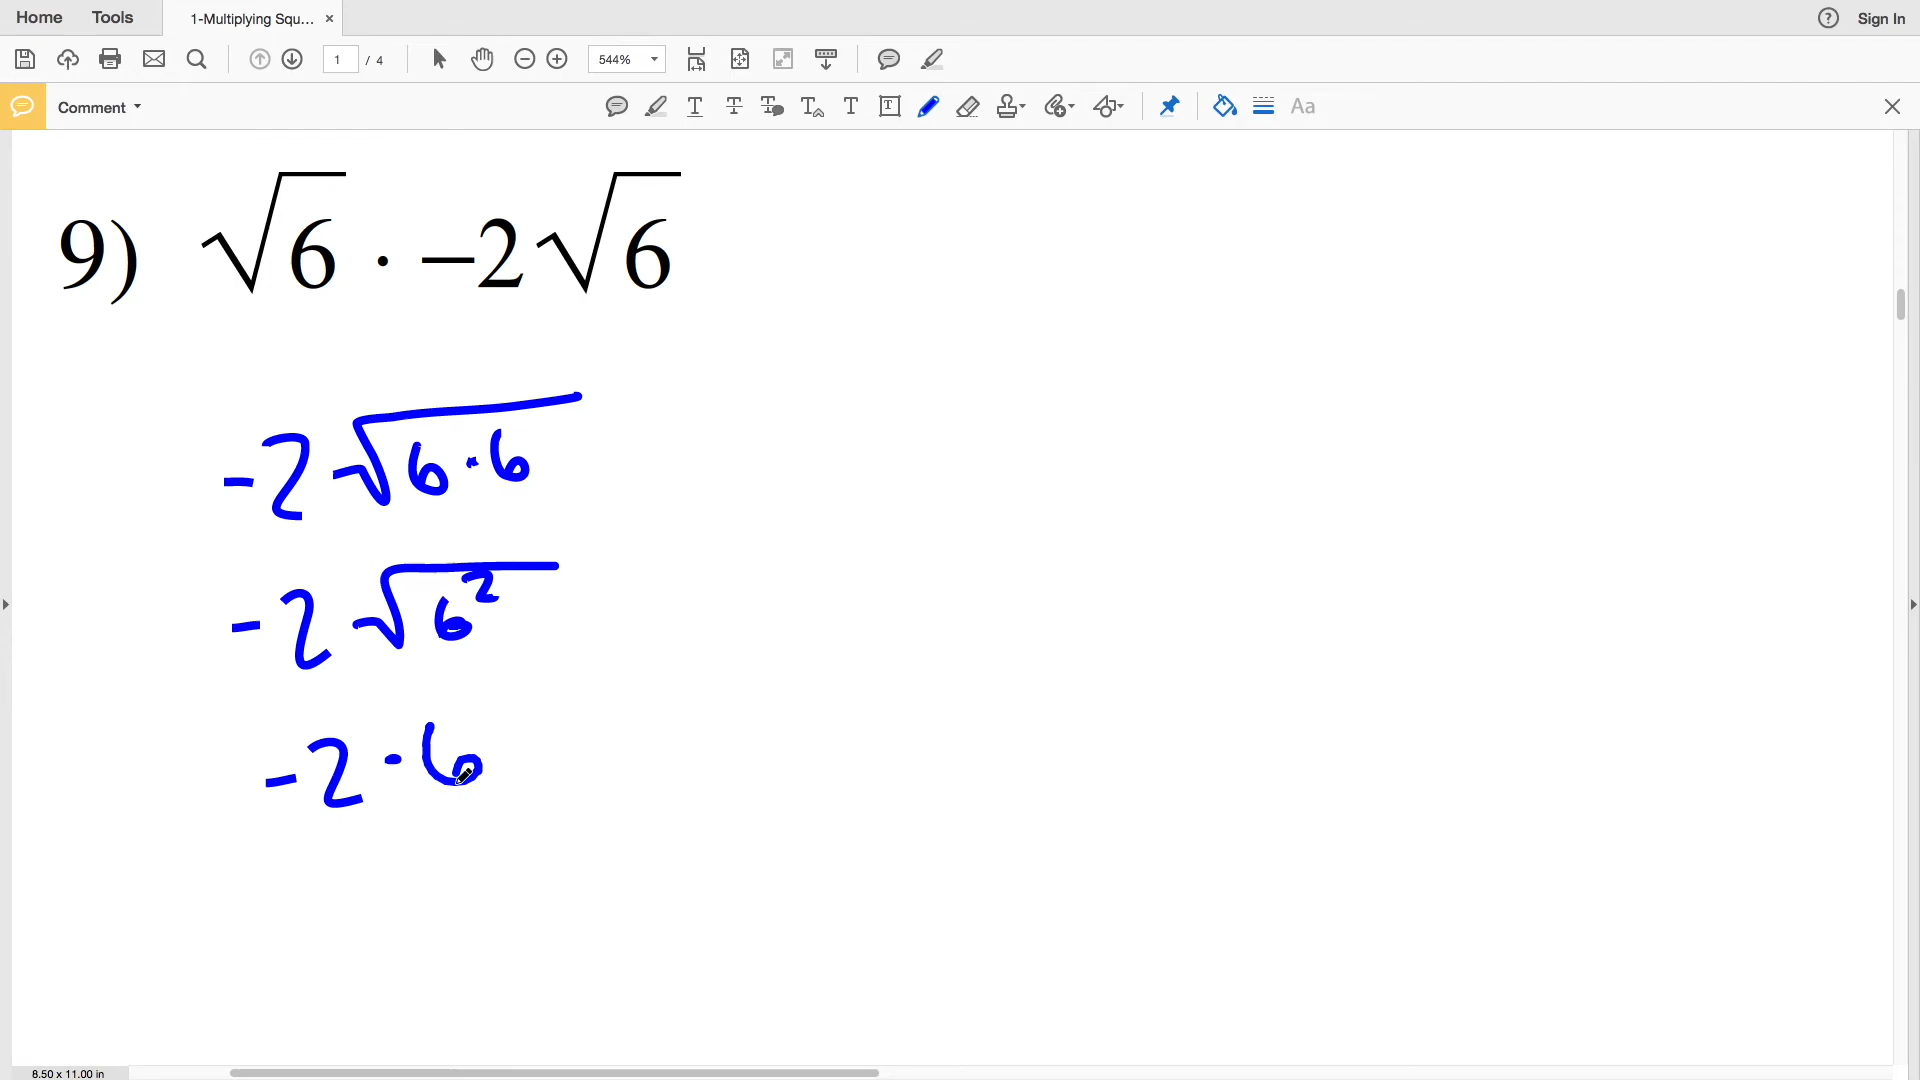 Home Tools 1-Multiplying Squ... × ? Sign In
1 / 4 544%
Comment T T T T T T Aa
9) √6 · −2√6
-2√6·6
-2√6²
-2·6
8.50 x 11.00 in